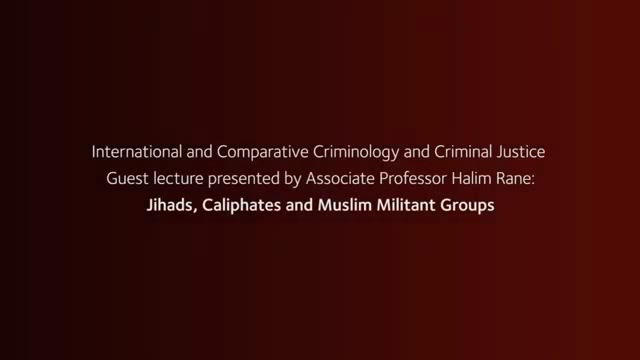 International and Comparative Criminology and Criminal Justice
Guest lecture presented by Associate Professor Halim Rane:
Jihads, Caliphates and Muslim Militant Groups